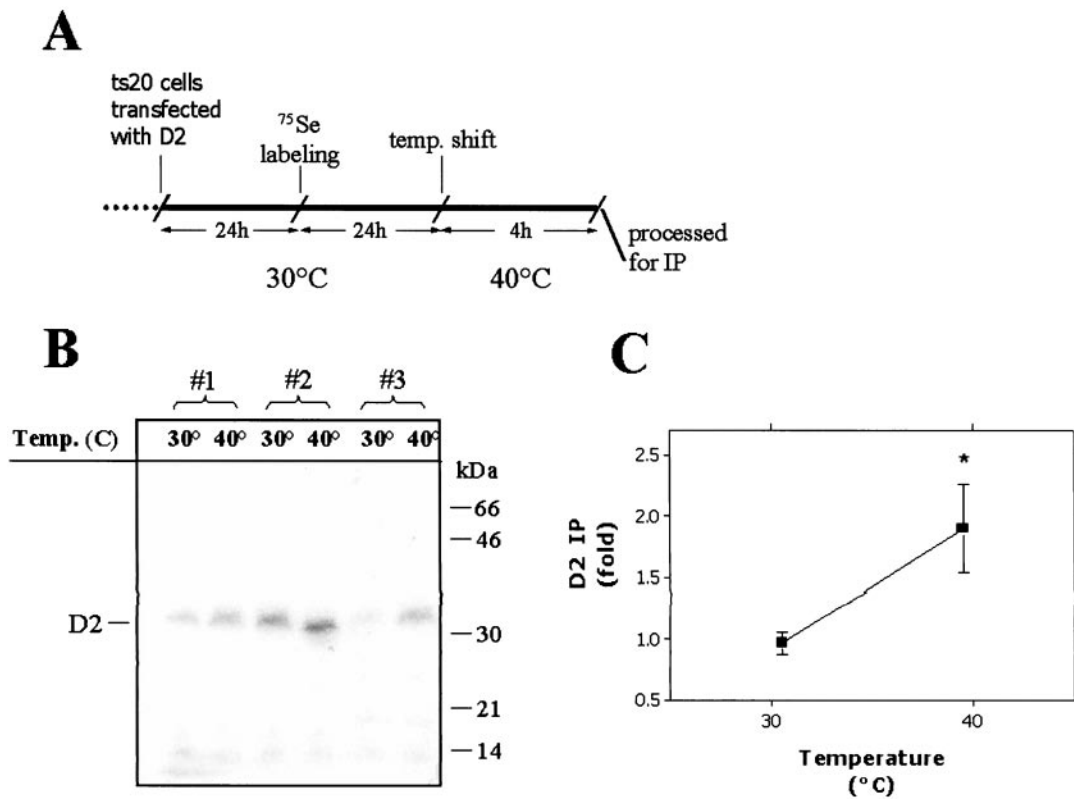 A
ts20 cells
transfected
with D2
⁷⁵Se
labeling
temp. shift
24h
24h
4h
processed
for IP
30°C
40°C
B
#1
#2
#3
Temp. (C)
30°
40°
30°
40°
30°
40°
kDa
66
46
D2
30
21
14
C
D2 IP
(fold)
2.5
2.0
1.5
1.0
0.5
*
30
40
Temperature
(°C)